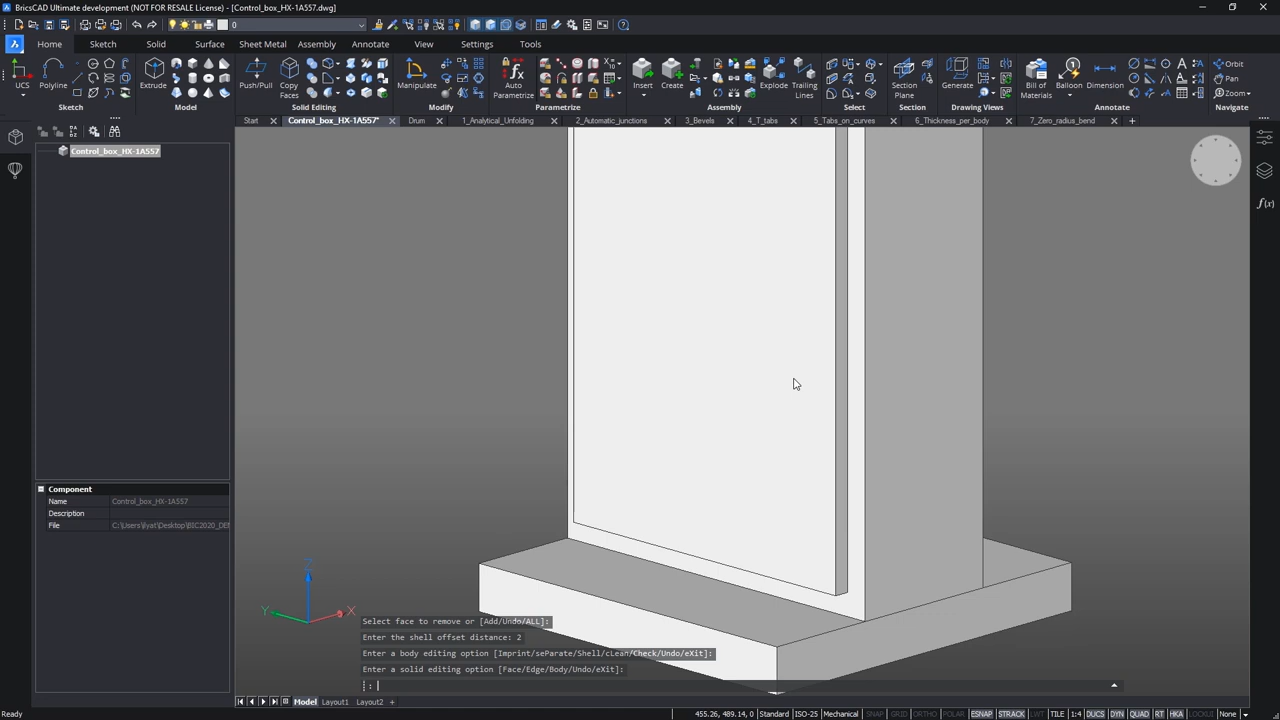 BricsCAD Ultimate development (NOT FOR RESALE License) - [Control_box_HX-1A557.dwg]
0
Home Sketch Solid Surface Sheet Metal Assembly Annotate View Settings Tools
UCS Polyline Extrude Push/Pull Copy Faces Manipulate Auto Parametrize Insert Create Explode Trailing Lines Section Plane Generate Bill of Materials Balloon Dimension Orbit Pan Zoom
Sketch Model Solid Editing Modify Parametrize Assembly Select Section Drawing Views Annotate Navigate
Start Control_box_HX-1A557* Drum 1_Analytical_Unfolding 2_Automatic_junctions 3_Bevels 4_T_tabs 5_Tabs_on_curves 6_Thickness_per_body 7_Zero_radius_bend
Control_box_HX-1A557
Component
Name Control_box_HX-1A557
Description
File C:\Users\ilyat\Desktop\BIC2020_DEN
Z
Y X
Select face to remove or [Add/Undo/ALL]:
Enter the shell offset distance: 2
Enter a body editing option [Imprint/seParate/Shell/cLean/Check/Undo/eXit]:
Enter a solid editing option [Face/Edge/Body/Undo/eXit]:
:
Model Layout1 Layout2
Ready 455.26, 489.14, 0 Standard ISO-25 Mechanical SNAP GRID ORTHO POLAR ESNAP STRACK LWT TILE 1:4 DUCS DYN QUAD RT HKA LOCKUI None